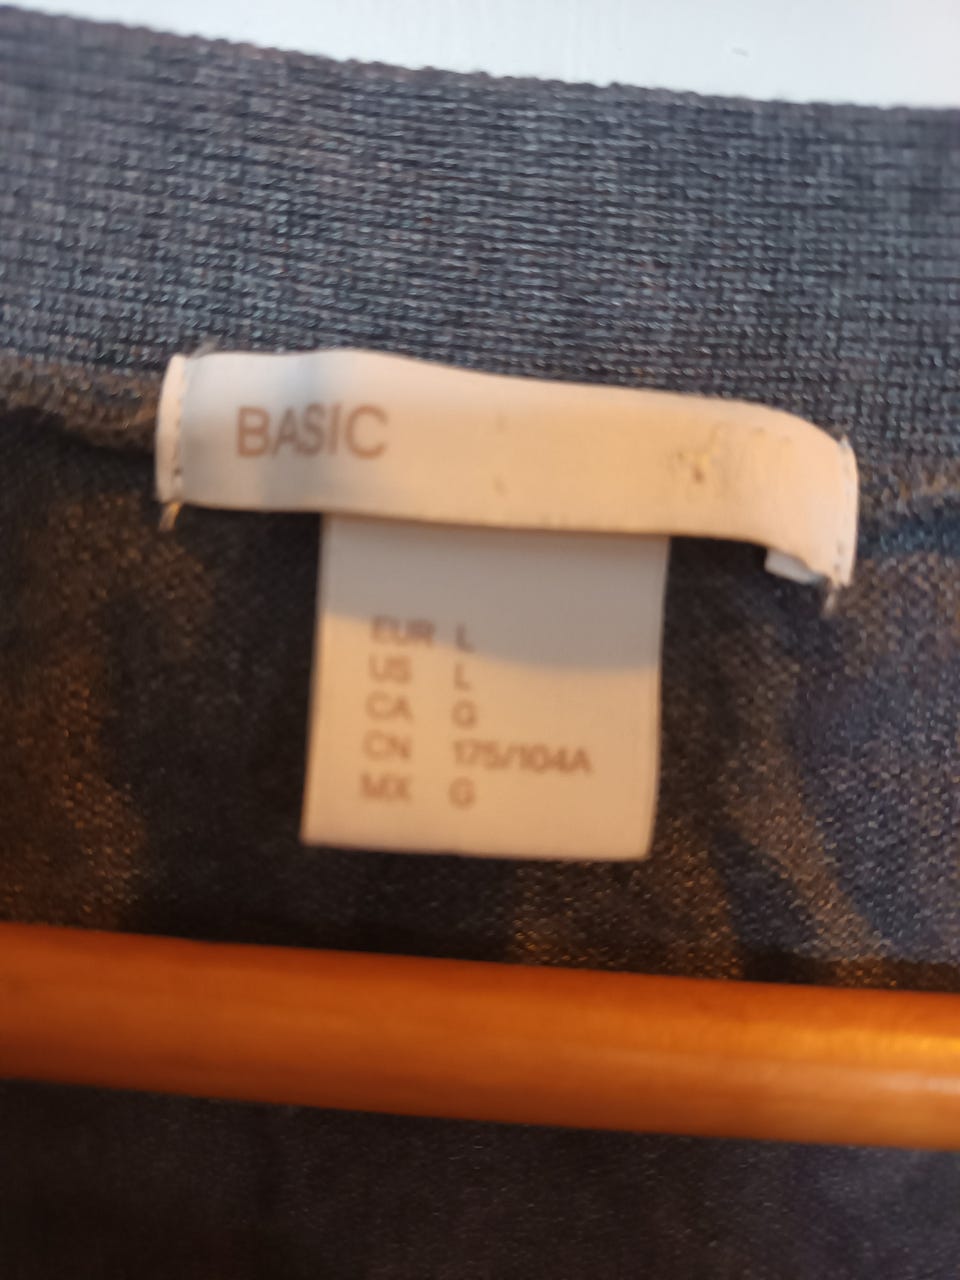 BASIC
EUR L
US L
CA G
CN 175/104A
MX G